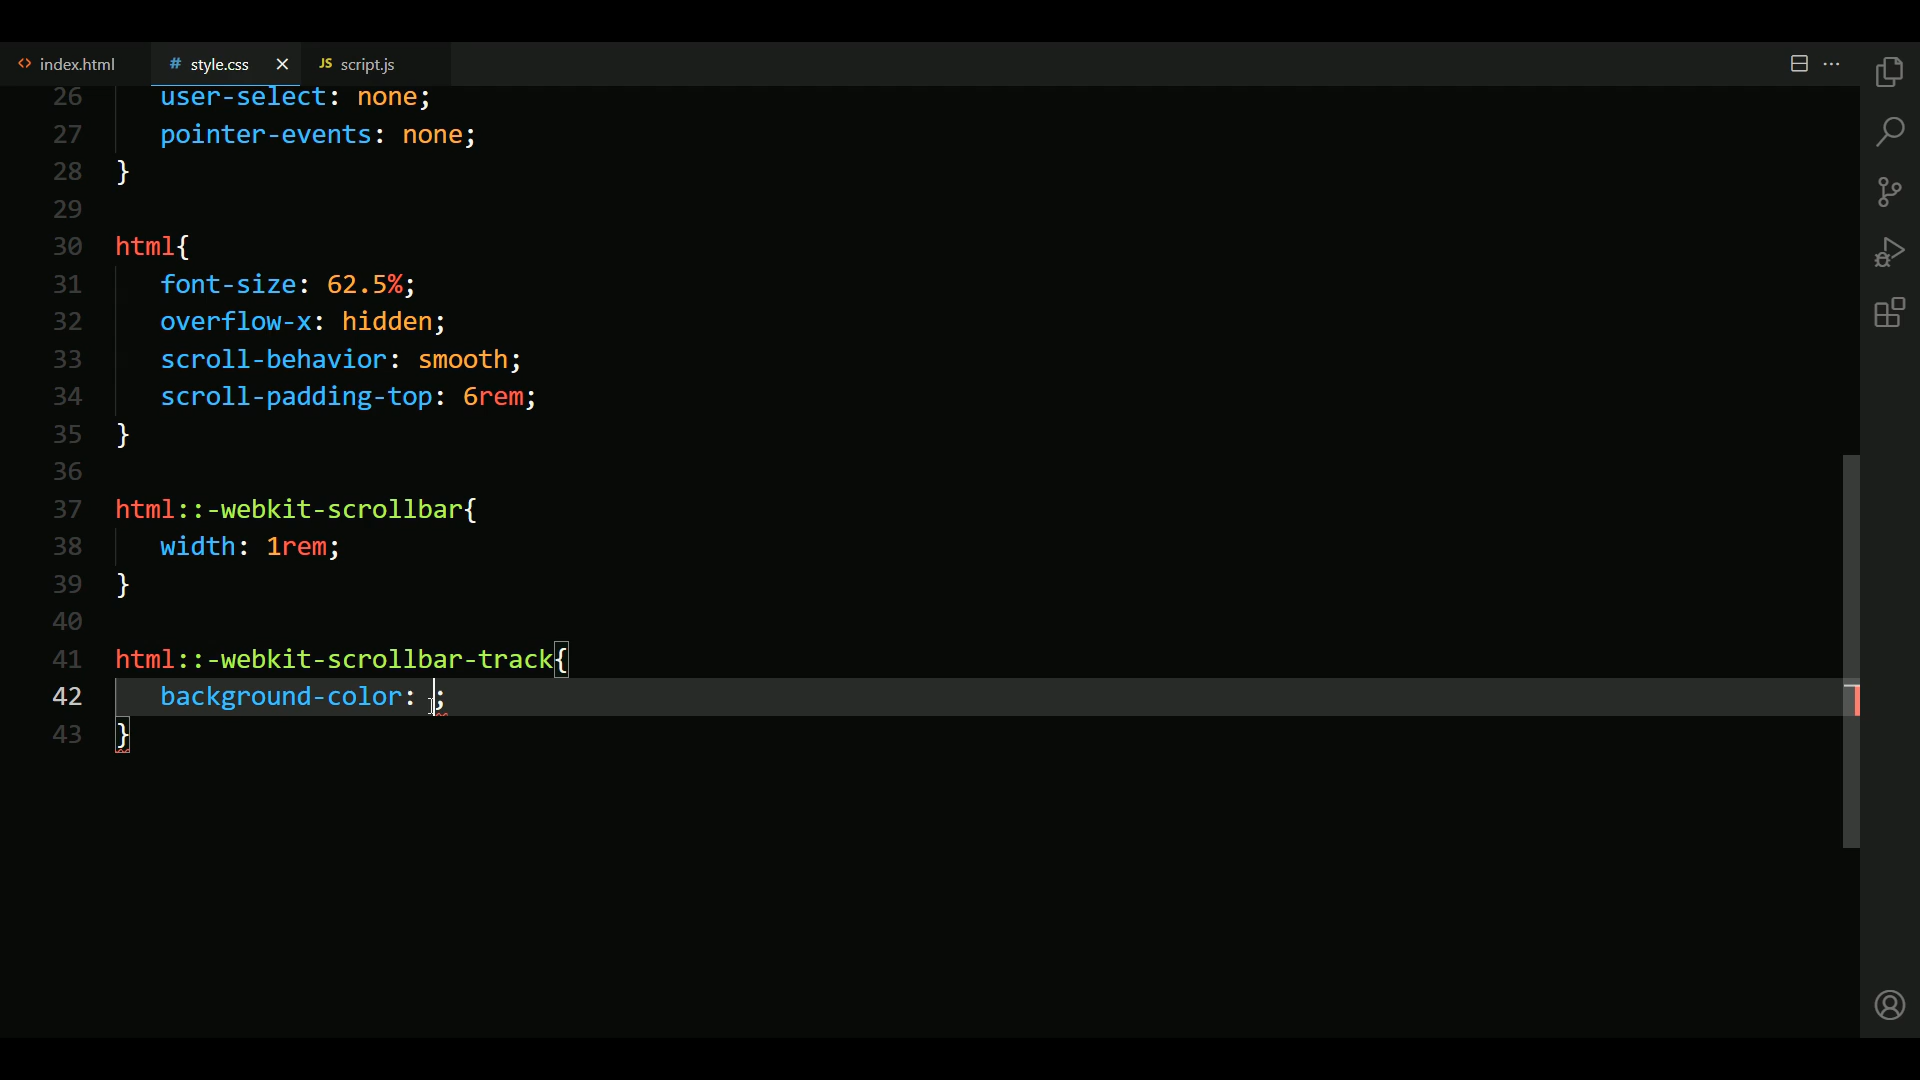 index.html
style.css
JS script.js
26 user-select: none;
27 pointer-events: none;
28 }
29
30 html{
31 font-size: 62.5%;
32 overflow-x: hidden;
33 scroll-behavior: smooth;
34 scroll-padding-top: 6rem;
35 }
36
37 html::-webkit-scrollbar{
38 width: 1rem;
39 }
40
41 html::-webkit-scrollbar-track{
42 background-color: ;
43 }